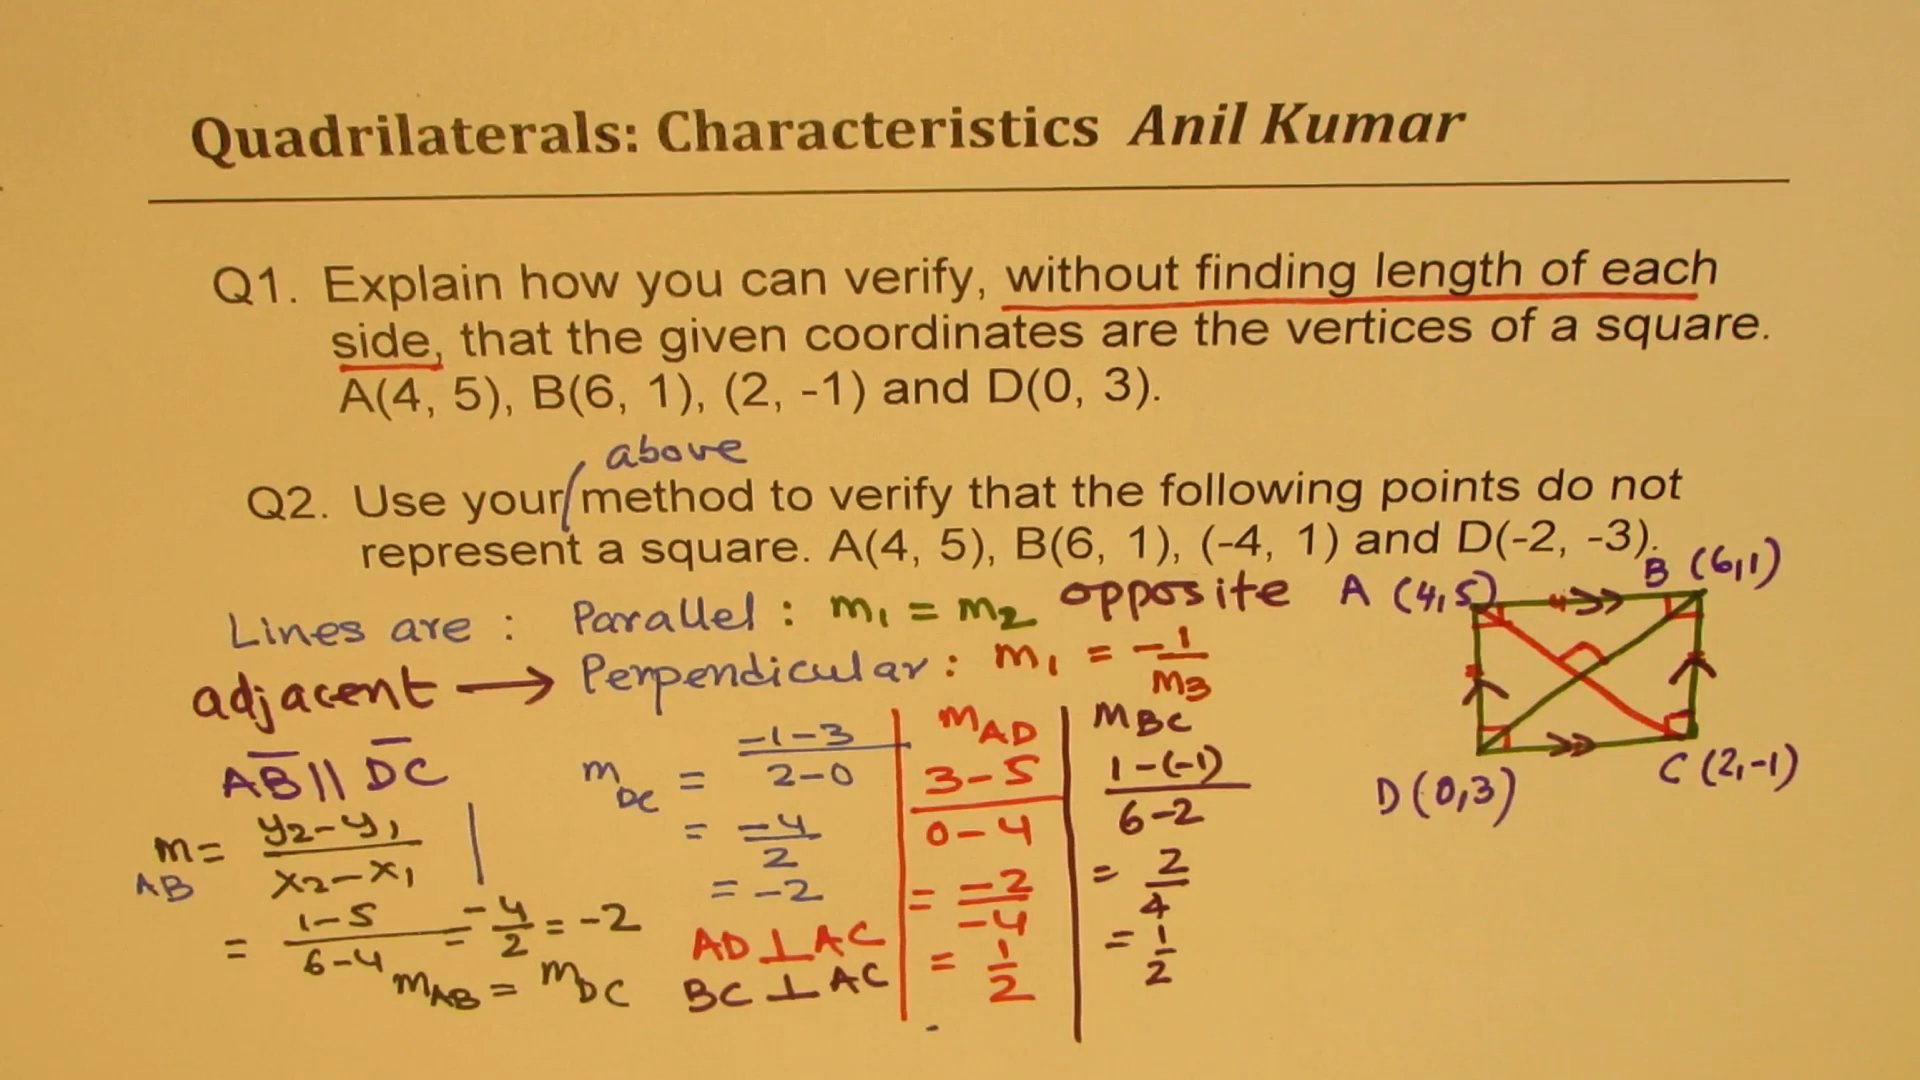 Quadrilaterals: Characteristics Anil Kumar
Q1. Explain how you can verify, without finding length of each
side, that the given coordinates are the vertices of a square.
A(4, 5), B(6, 1), (2, -1) and D(0, 3).
above
Q2. Use your method to verify that the following points do not
represent a square. A(4, 5), B(6, 1), (-4, 1) and D(-2, -3).
Lines are : Parallel : m₁ = m₂ opposite
adjacent → Perpendicular : m₁ = -1/m₃
A (4,5)
B (6,1)
D (0,3)
C (2,-1)
AB || DC
m AB = y₂-y₁ / x₂-x₁
= 1-5 / 6-4 = -4/2 = -2
m AB = m DC
m DC = -1-3 / 2-0
= -4/2
= -2
AD ⊥ AC
BC ⊥ AC
m AD
3-5 / 0-4
= -2/-4
= 1/2
m BC
1-(-1) / 6-2
= 2/4
= 1/2